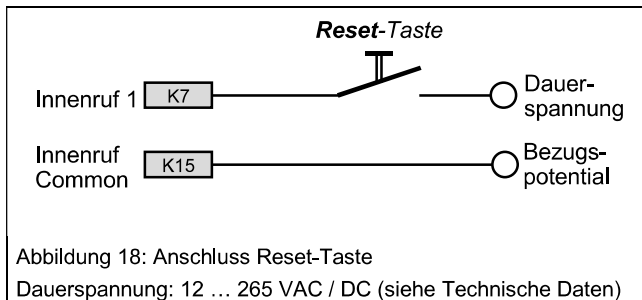 Reset-Taste
Innenruf 1 K7 Dauer-
spannung
Innenruf
Common K15 Bezugs-
potential
Abbildung 18: Anschluss Reset-Taste
Dauerspannung: 12 … 265 VAC / DC (siehe Technische Daten)